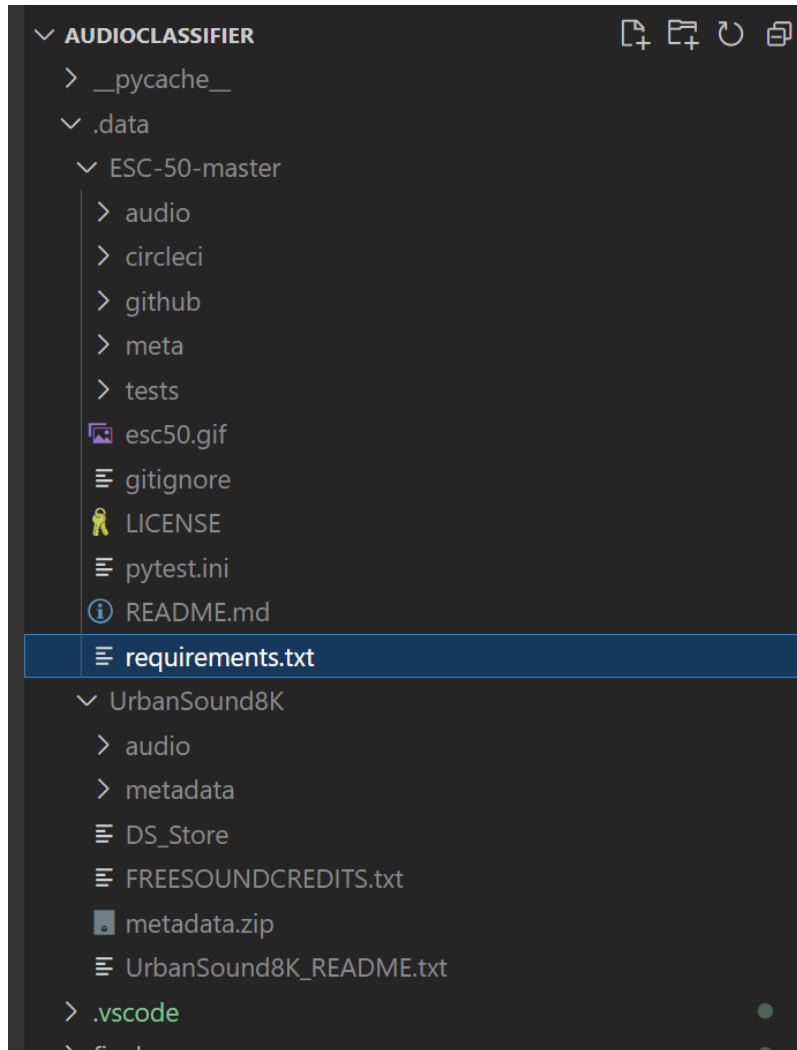 AUDIOCLASSIFIER
__pycache__
.data
ESC-50-master
audio
circleci
github
meta
tests
esc50.gif
gitignore
LICENSE
pytest.ini
README.md
requirements.txt
UrbanSound8K
audio
metadata
DS_Store
FREESOUNDCREDITS.txt
metadata.zip
UrbanSound8K_README.txt
.vscode